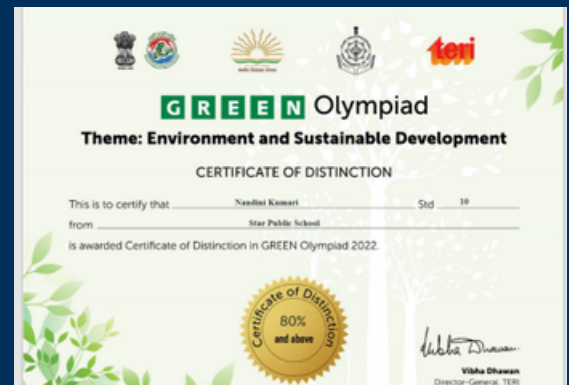 teri
GREEN Olympiad
Theme: Environment and Sustainable Development
CERTIFICATE OF DISTINCTION
This is to certify that Nandini Kumari Std 10
from Star Public School
is awarded Certificate of Distinction in GREEN Olympiad 2022.
Certificate of Distinction
80%
and above
Vibha Dhawan
Vibha Dhawan
Director-General, TERI